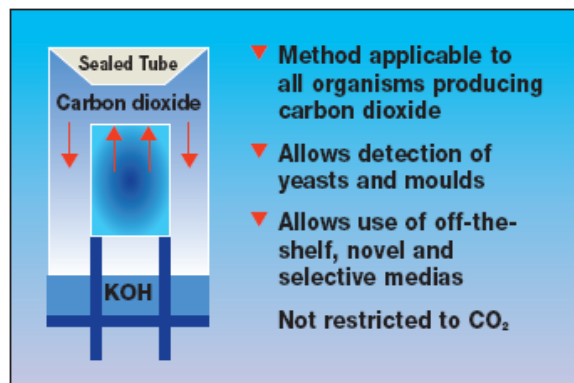 Sealed Tube
Carbon dioxide
KOH
Method applicable to
all organisms producing
carbon dioxide
Allows detection of
yeasts and moulds
Allows use of off-the-
shelf, novel and
selective medias
Not restricted to CO₂